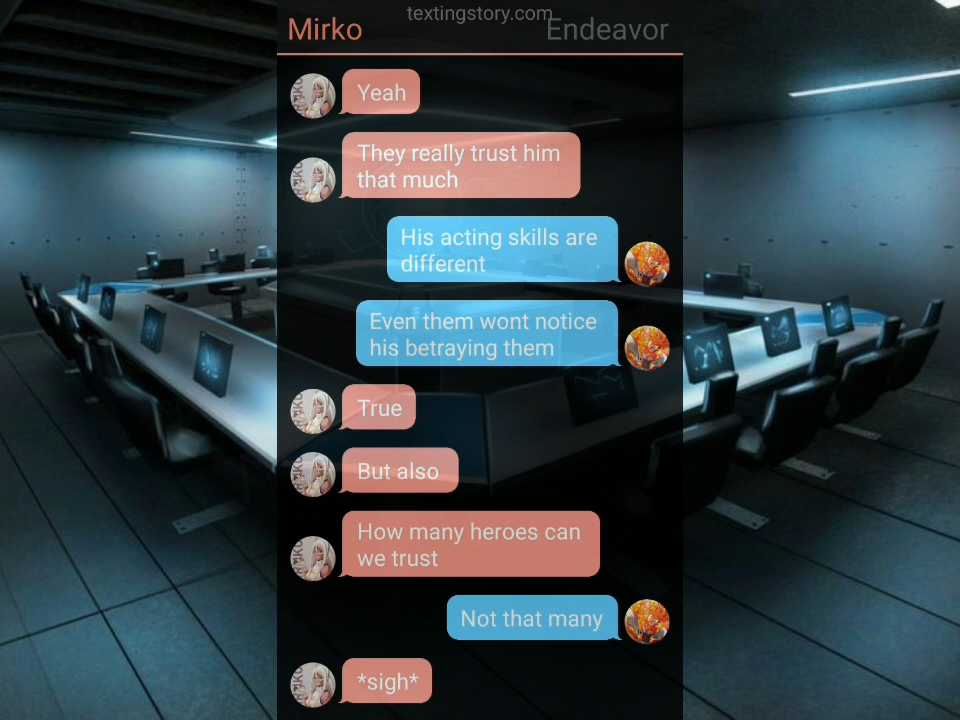 textingstory.com
Mirko
Endeavor
Yeah
They really trust him
that much
His acting skills are
different
Even them wont notice
his betraying them
True
But also
How many heroes can
we trust
Not that many
*sigh*